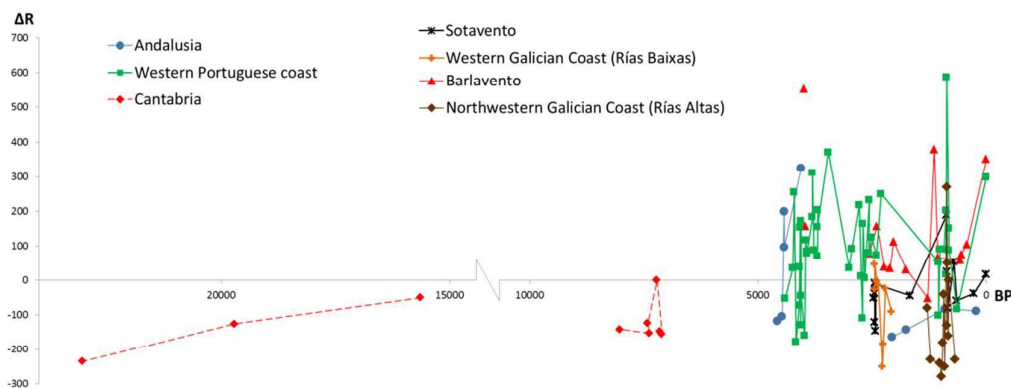 ΔR
700
600
500
400
300
200
100
0
-100
-200
-300
20000
15000
10000
5000
0
BP
Andalusia
Western Portuguese coast
Cantabria
Sotavento
Western Galician Coast (Rías Baixas)
Barlavento
Northwestern Galician Coast (Rías Altas)